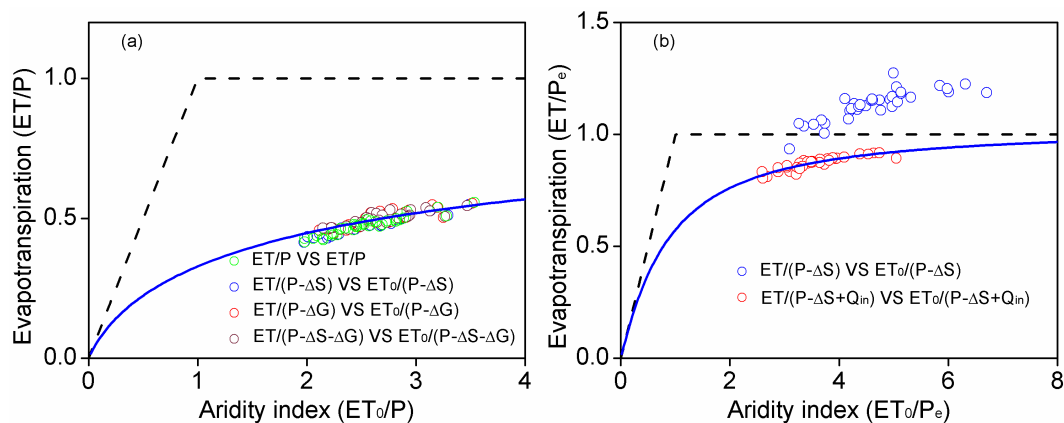 (a)
Evapotranspiration (ET/P)
1.0
0.5
0.0
0 1 2 3 4
Aridity index (ET₀/P)
ET/P VS ET/P
ET/(P-ΔS) VS ET₀/(P-ΔS)
ET/(P-ΔG) VS ET₀/(P-ΔG)
ET/(P-ΔS-ΔG) VS ET₀/(P-ΔS-ΔG)
(b)
Evapotranspiration (ET/Pₑ)
1.5
1.0
0.5
0.0
0 2 4 6 8
Aridity index (ET₀/Pₑ)
ET/(P-ΔS) VS ET₀/(P-ΔS)
ET/(P-ΔS+Qin) VS ET₀/(P-ΔS+Qin)